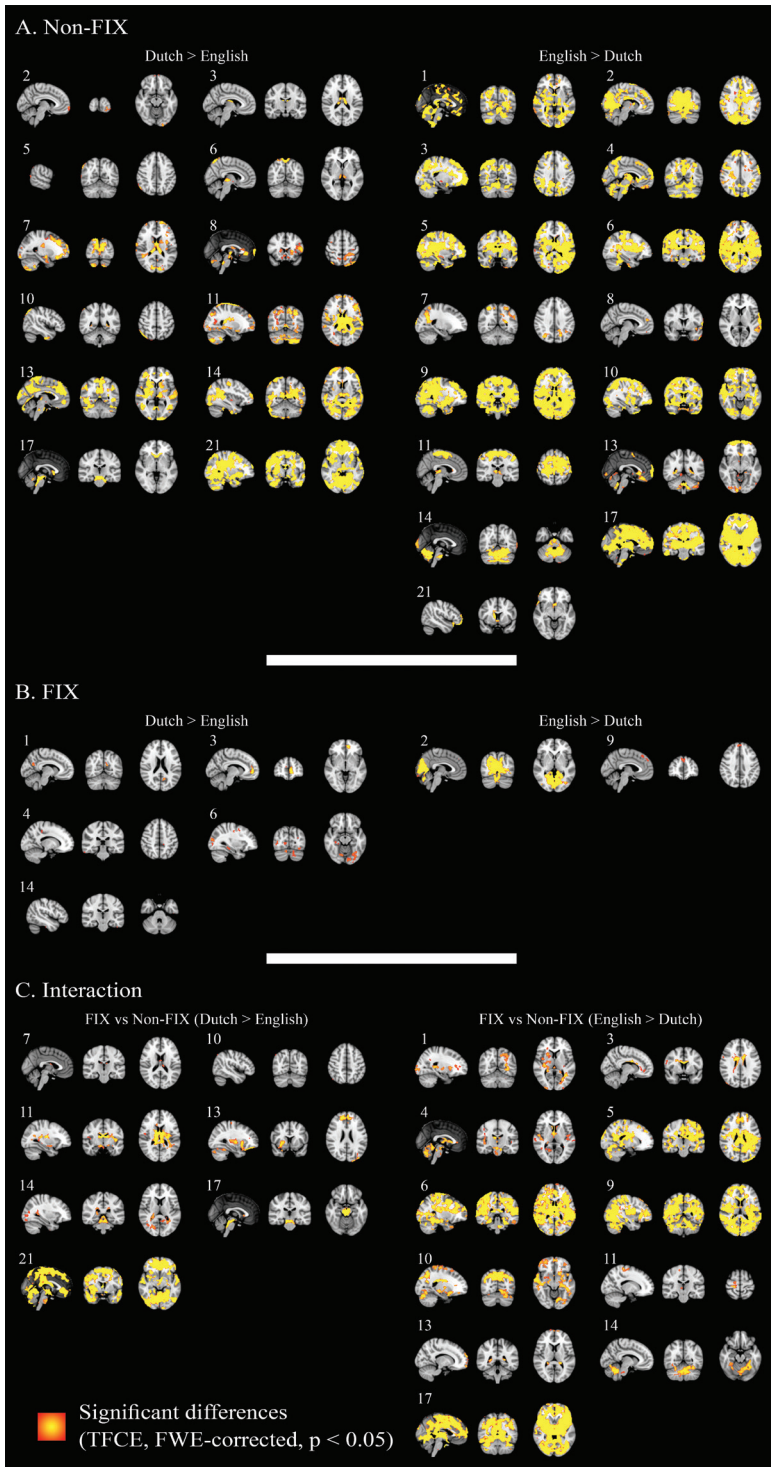 A. Non-FIX
Dutch > English
English > Dutch
2 3
1 2
5 6
3 4
7 8
5 6
10 11
7 8
13 14
9 10
17 21
11 13
14 17
21
B. FIX
Dutch > English
English > Dutch
1 3
2 9
4 6
14
C. Interaction
FIX vs Non-FIX (Dutch > English)
FIX vs Non-FIX (English > Dutch)
7 10
1 3
11 13
4 5
14 17
6 9
21
10 11
13 14
17
Significant differences
(TFCE, FWE-corrected, p < 0.05)